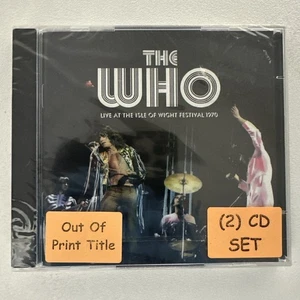 THE
WHO
LIVE AT THE ISLE OF WIGHT FESTIVAL 1970
Out Of
Print Title
(2) CD
SET